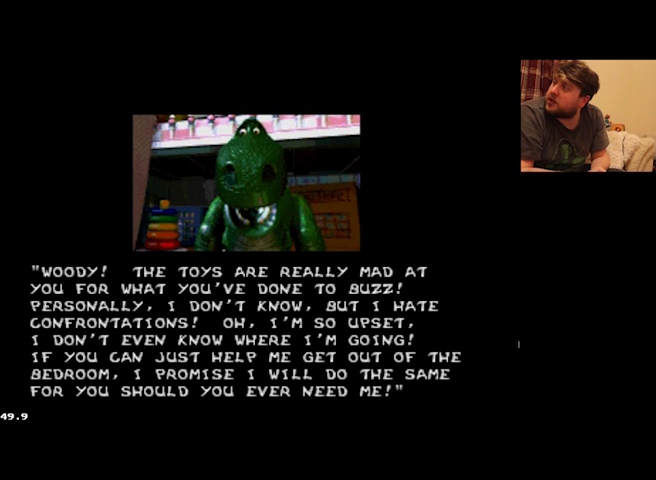 "WOODY! THE TOYS ARE REALLY MAD AT
YOU FOR WHAT YOU'VE DONE TO BUZZ!
PERSONALLY, I DON'T KNOW, BUT I HATE
CONFRONTATIONS! OH, I'M SO UPSET,
I DON'T EVEN KNOW WHERE I'M GOING!
IF YOU CAN JUST HELP ME GET OUT OF THE
BEDROOM, I PROMISE I WILL DO THE SAME
FOR YOU SHOULD YOU EVER NEED ME!"
49.9